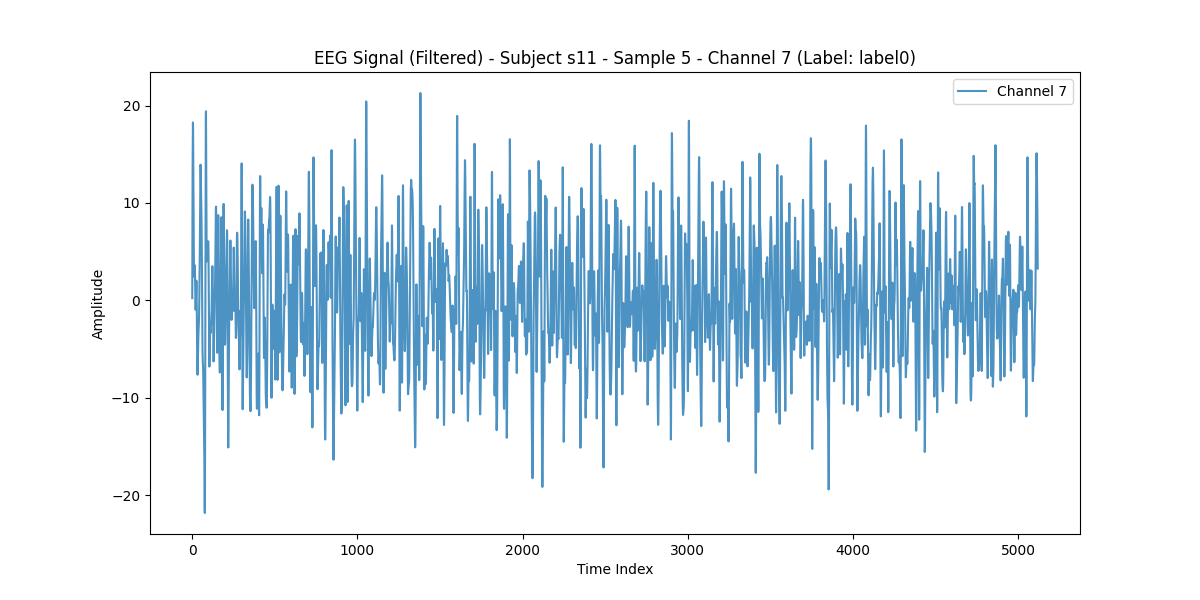 EEG Signal (Filtered) - Subject s11 - Sample 5 - Channel 7 (Label: label0)
Channel 7
20
10
0
−10
−20
Amplitude
0 1000 2000 3000 4000 5000
Time Index